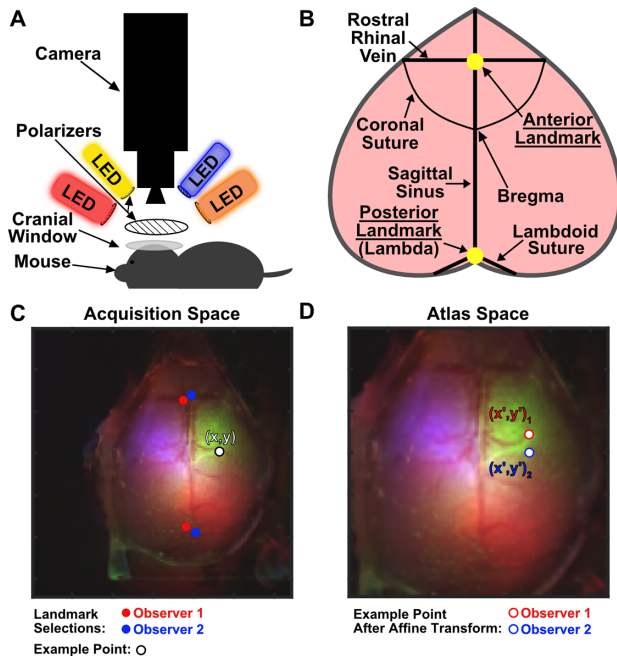 A
Camera
Polarizers
LED
LED
LED
LED
Cranial
Window
Mouse
B
Rostral
Rhinal
Vein
Coronal
Suture
Anterior
Landmark
Sagittal
Sinus
Bregma
Posterior
Landmark
(Lambda)
Lambdoid
Suture
C Acquisition Space
(x,y)
Landmark
Selections:
Observer 1
Observer 2
Example Point:
D Atlas Space
(x',y')1
(x',y')2
Example Point
After Affine Transform:
Observer 1
Observer 2